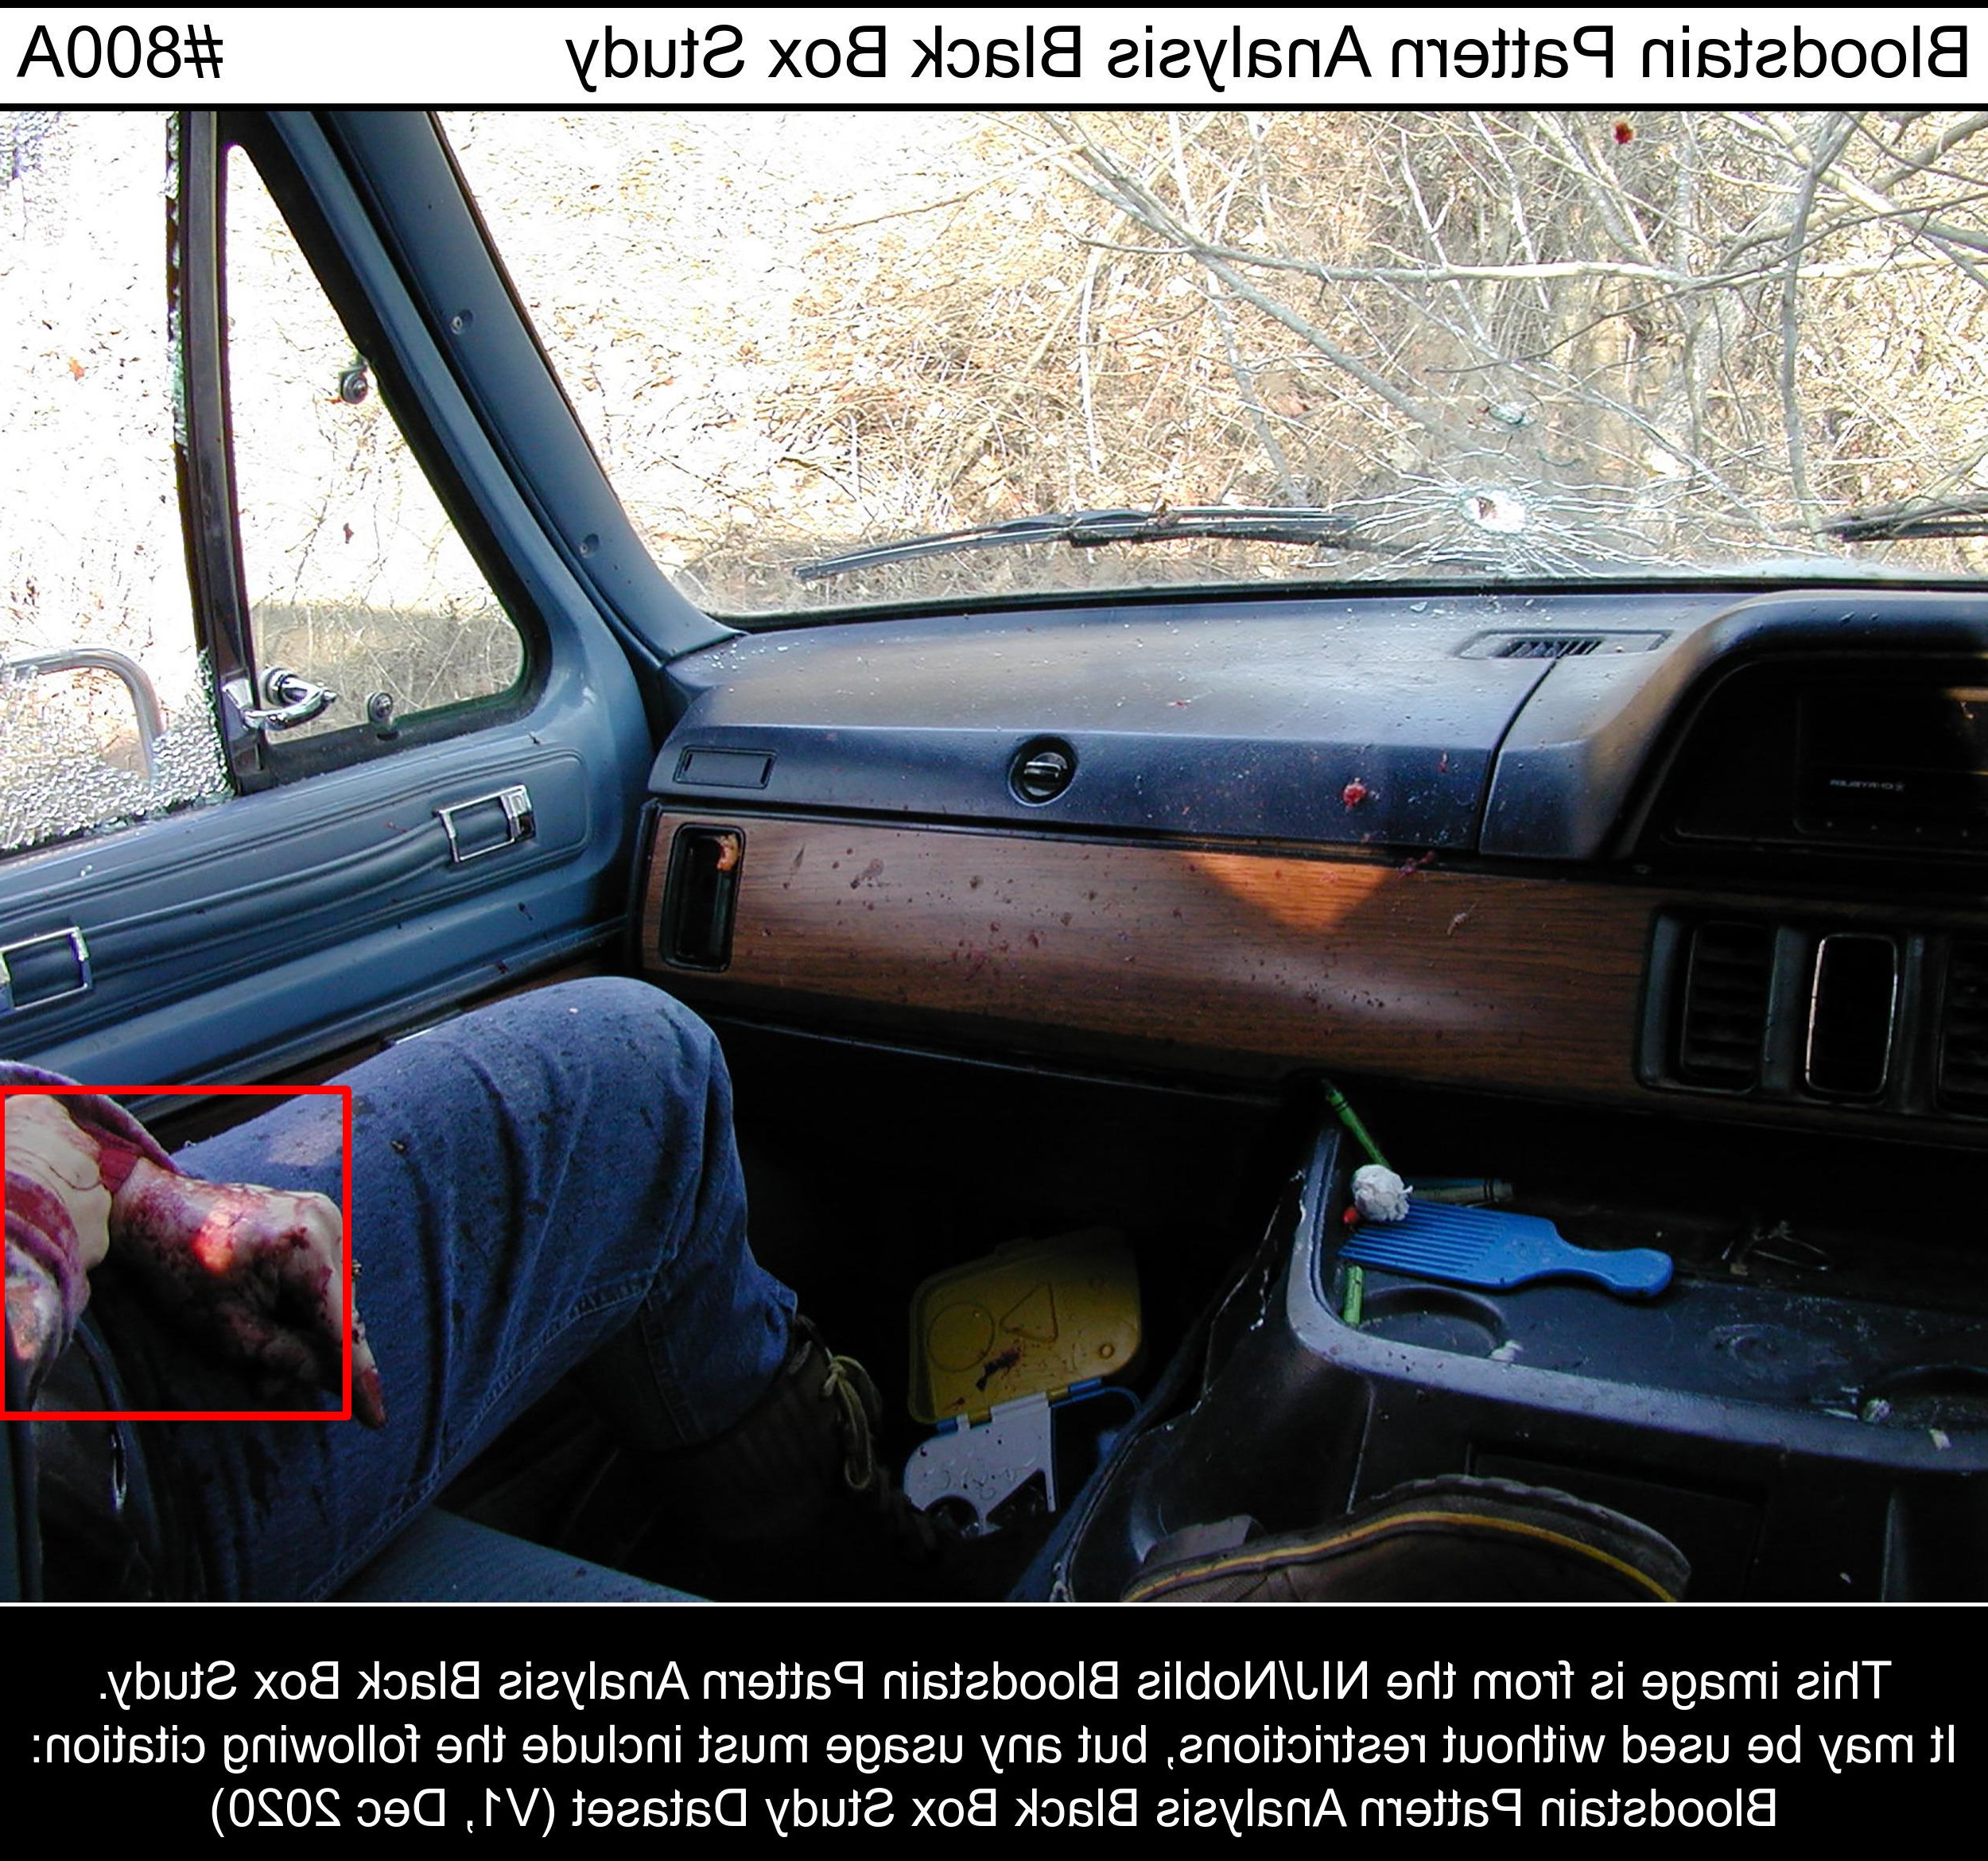 Bloodstain Pattern Analysis Black Box Study #800A
This image is from the NIJ/Noblis Bloodstain Pattern Analysis Black Box Study.
It may be used without restrictions, but any usage must include the following citation:
Bloodstain Pattern Analysis Black Box Study Dataset (V1, Dec 2020)